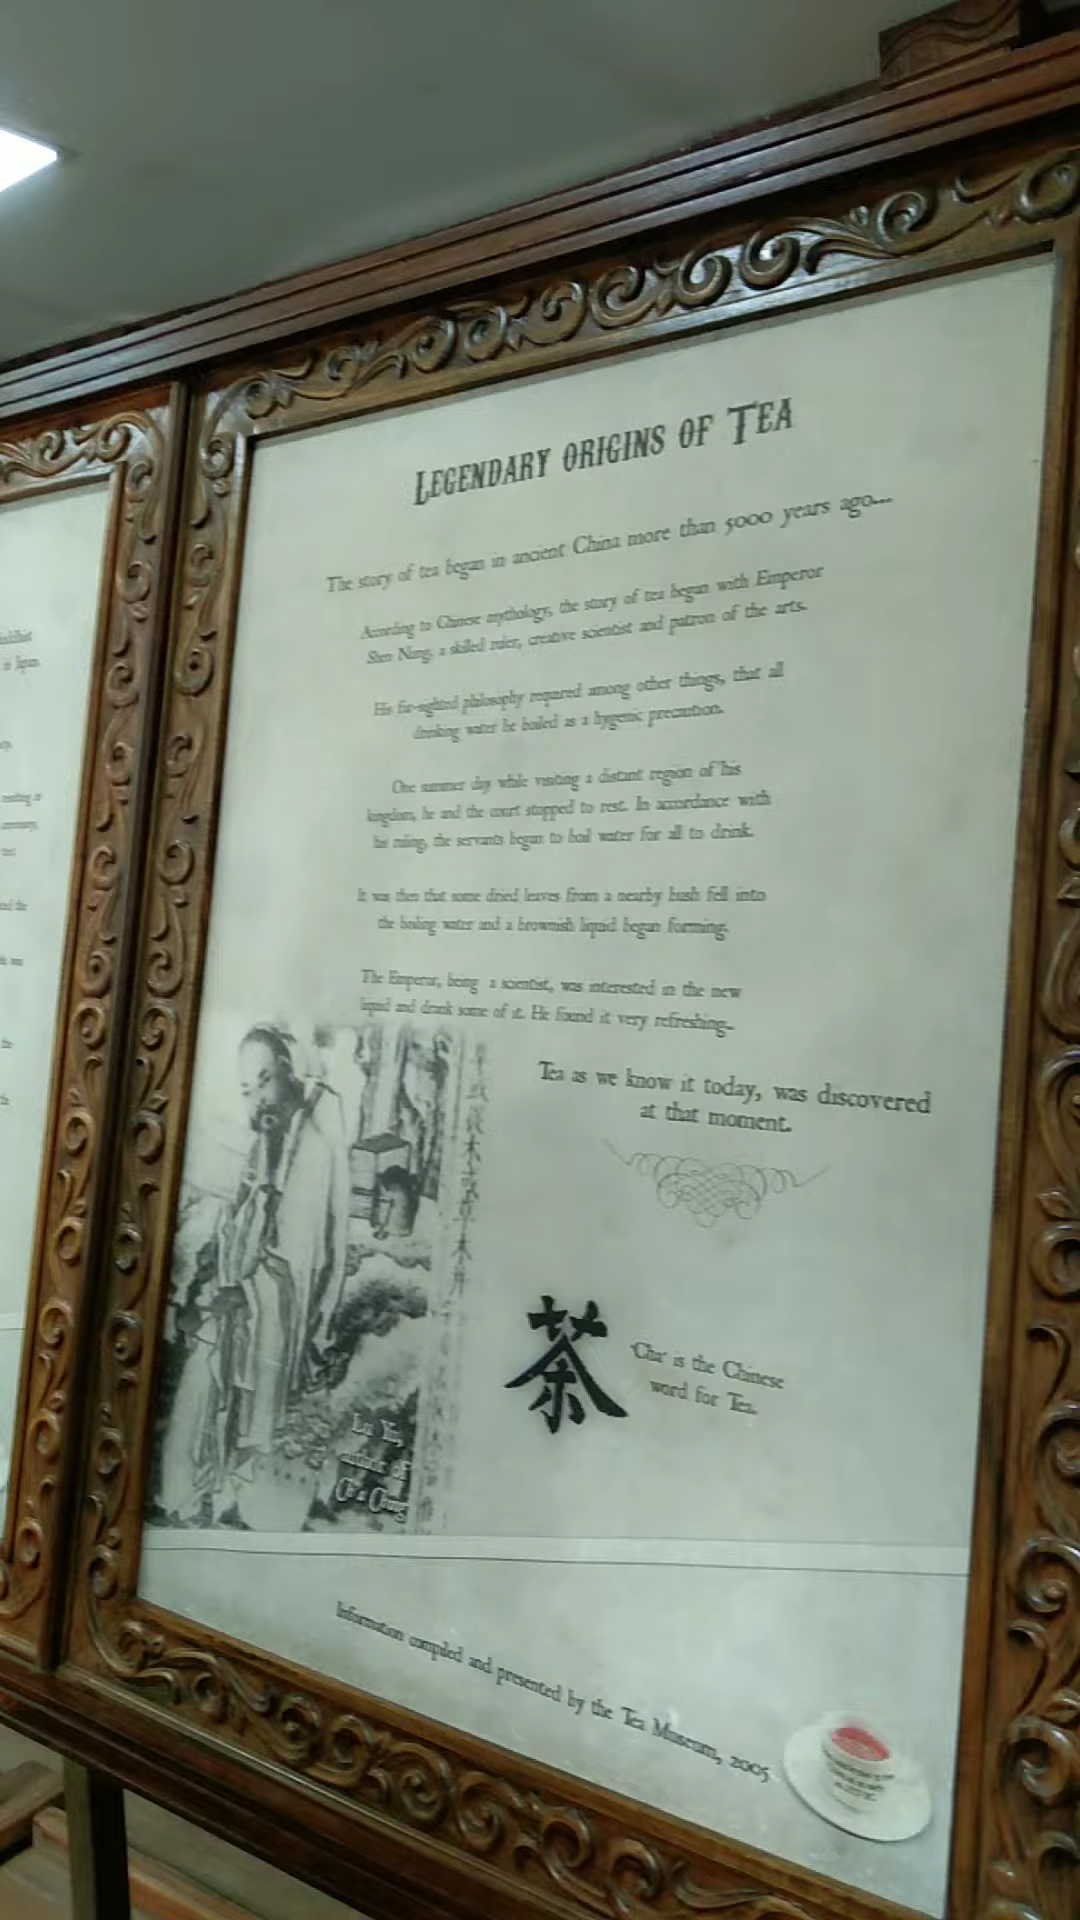 LEGENDARY ORIGINS OF TEA
The story of tea began in ancient China more than 5000 years ago...
According to Chinese mythology, the story of tea began with Emperor
Shen Nung, a skilled ruler, creative scientist and patron of the arts.
His far-sighted philosophy required among other things, that all
drinking water be boiled as a hygenic precaution.
One summer day while visiting a distant region of his
kingdom, he and the court stopped to rest. In accordance with
his ruling, the servants began to boil water for all to drink.
It was then that some dried leaves from a nearby bush fell into
the boiling water and a brownish liquid began forming.
The Emperor, being a scientist, was interested in the new
liquid and drank some of it. He found it very refreshing..
Tea as we know it today, was discovered
at that moment.
茶
'Cha' is the Chinese
word for Tea.
Lu Yu,
author of
Ch'a Ching
Information compiled and presented by the Tea Museum, 2005